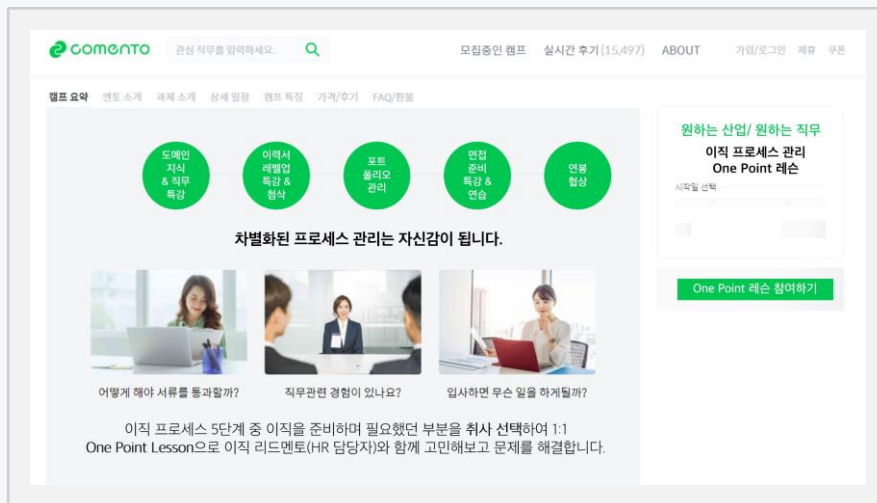 comento
관심 직무를 입력하세요.
모집중인 캠프 실시간 후기(15,497) ABOUT 가입/로그인 제휴 쿠폰
캠프 요약 멘토 소개 과제 소개 상세 일정 캠프 특징 가격/후기 FAQ/환불
도메인
지식
& 직무
특강
이력서
레벨업
특강 &
첨삭
포트
폴리오
관리
면접
준비
특강 &
연습
연봉
협상
차별화된 프로세스 관리는 자신감이 됩니다.
어떻게 해야 서류를 통과할까?
직무관련 경험이 있나요?
입사하면 무슨 일을 하게될까?
이직 프로세스 5단계 중 이직을 준비하며 필요했던 부분을 취사 선택하여 1:1
One Point Lesson으로 이직 리드멘토(HR 담당자)와 함께 고민해보고 문제를 해결합니다.
원하는 산업/ 원하는 직무
이직 프로세스 관리
One Point 레슨
시작일 선택
One Point 레슨 참여하기